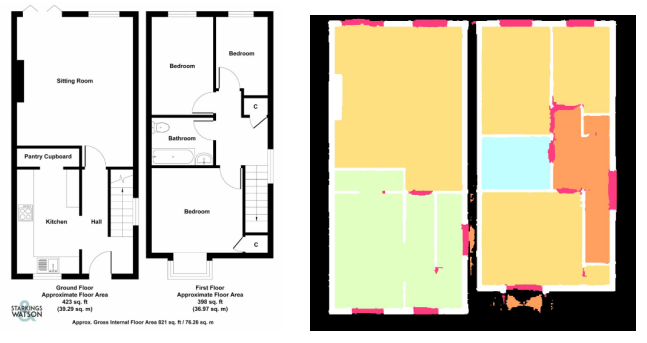 Sitting Room
Pantry Cupboard
Kitchen
Hall
Bedroom
Bedroom
C
Bathroom
Bedroom
C
Ground Floor
Approximate Floor Area
423 sq. ft
(39.29 sq. m)
First Floor
Approximate Floor Area
398 sq. ft
(36.97 sq. m)
STARKINGS
&
WATSON
Approx. Gross Internal Floor Area 821 sq. ft / 76.26 sq. m